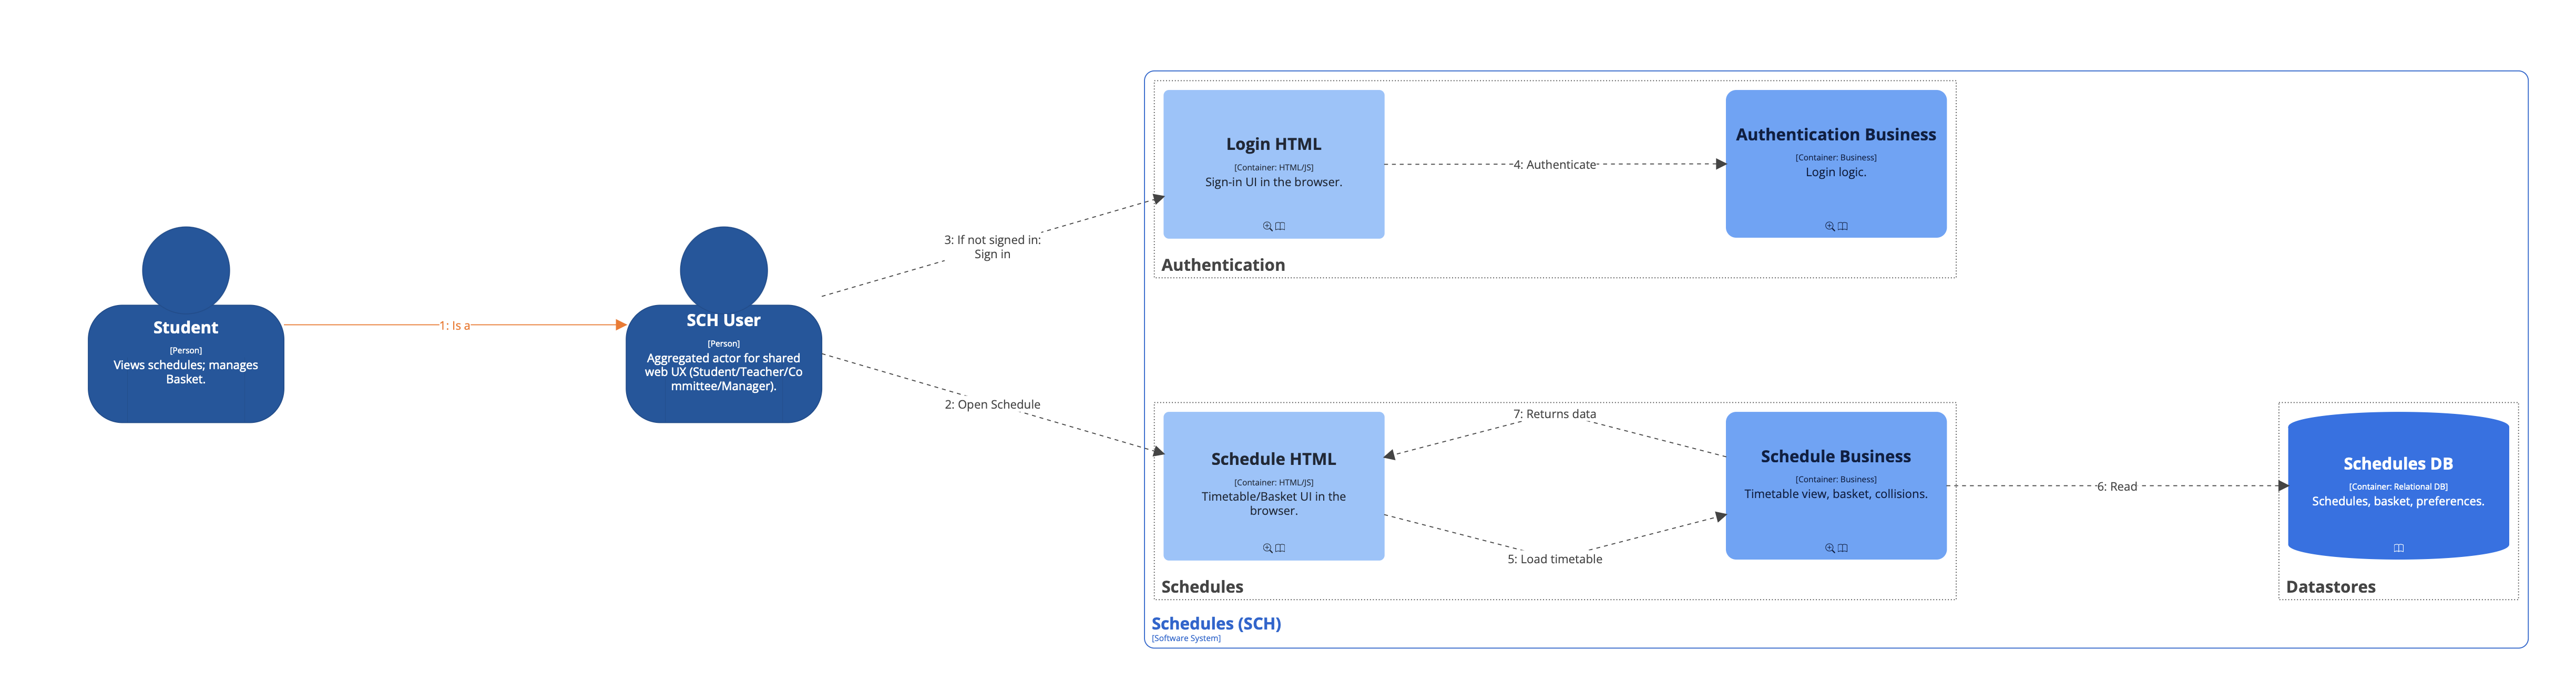 Student
[Person]
Views schedules; manages
Basket.
1: Is a
SCH User
[Person]
Aggregated actor for shared
web UX (Student/Teacher/Co
mmittee/Manager).
3: If not signed in:
Sign in
2: Open Schedule
Login HTML
[Container: HTML/JS]
Sign-in UI in the browser.
4: Authenticate
Authentication Business
[Container: Business]
Login logic.
Authentication
Schedule HTML
[Container: HTML/JS]
Timetable/Basket UI in the
browser.
7: Returns data
5: Load timetable
Schedule Business
[Container: Business]
Timetable view, basket, collisions.
Schedules
6: Read
Schedules DB
[Container: Relational DB]
Schedules, basket, preferences.
Datastores
Schedules (SCH)
[Software System]